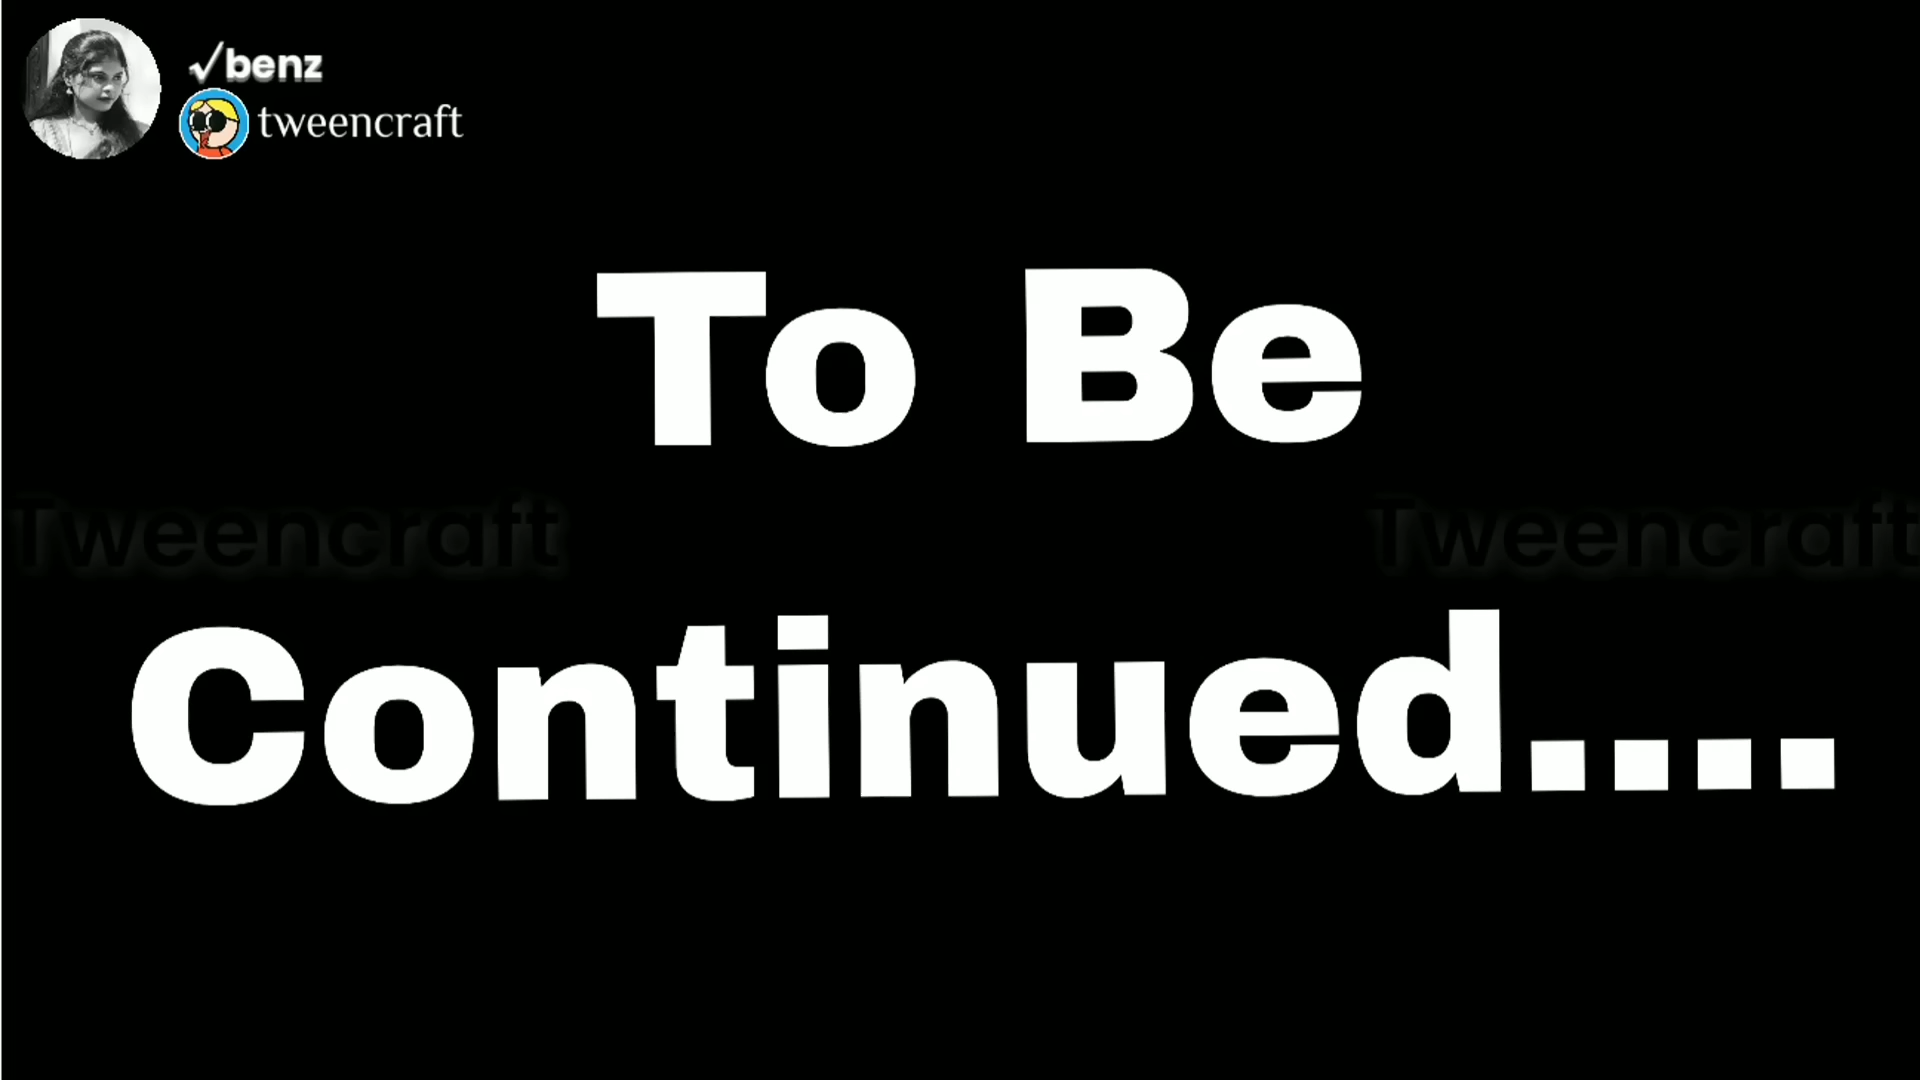 √benz
tweencraft
To Be
Tweencraft Tweencraft
Continued....